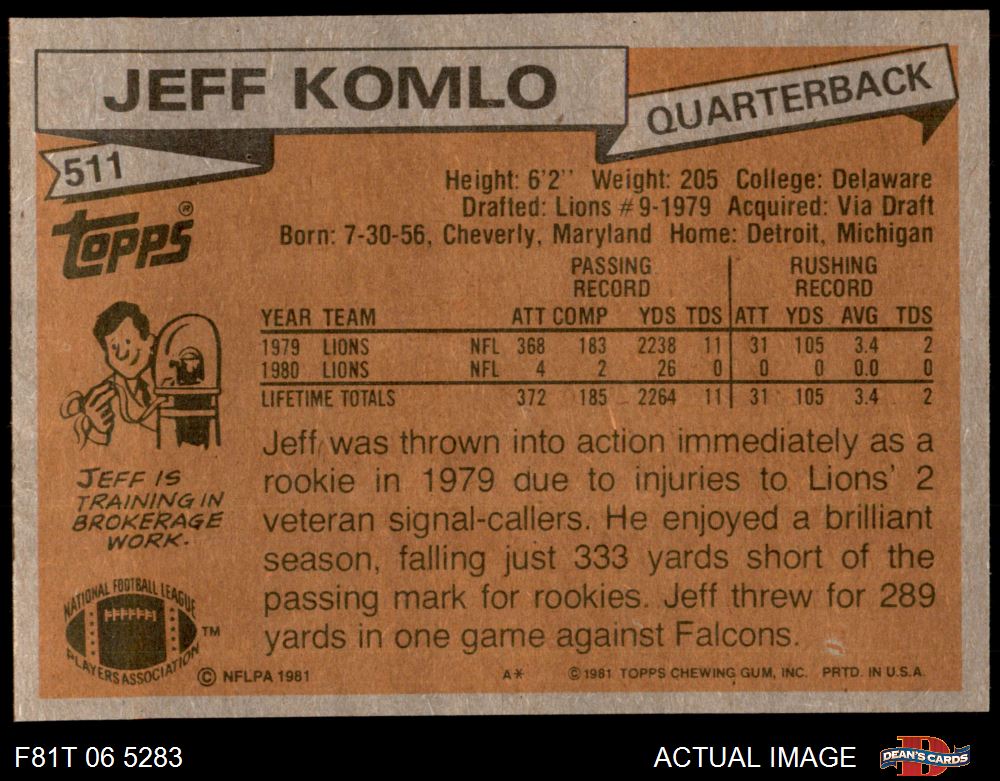 JEFF KOMLO
QUARTERBACK
511
Topps®
Height: 6'2'' Weight: 205 College: Delaware
Drafted: Lions #9-1979 Acquired: Via Draft
Born: 7-30-56, Cheverly, Maryland Home: Detroit, Michigan
PASSING RECORD RUSHING RECORD
YEAR TEAM ATT COMP YDS TDS ATT YDS AVG TDS
1979 LIONS NFL 368 183 2238 11 31 105 3.4 2
1980 LIONS NFL 4 2 26 0 0 0 0.0 0
LIFETIME TOTALS 372 185 2264 11 31 105 3.4 2
JEFF IS
TRAINING IN
BROKERAGE
WORK.
Jeff was thrown into action immediately as a
rookie in 1979 due to injuries to Lions' 2
veteran signal-callers. He enjoyed a brilliant
season, falling just 333 yards short of the
passing mark for rookies. Jeff threw for 289
yards in one game against Falcons.
NATIONAL FOOTBALL LEAGUE
PLAYERS ASSOCIATION ™
© NFLPA 1981
A* © 1981 TOPPS CHEWING GUM, INC. PRTD. IN U.S.A.
F81T 06 5283
ACTUAL IMAGE
DEAN'S CARDS